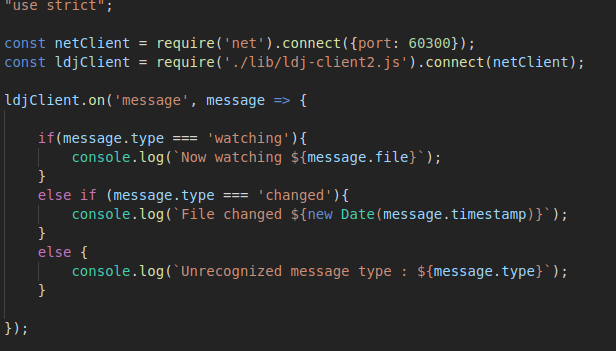 "use strict";
const netClient = require('net').connect({port: 60300});
const ldjClient = require('./lib/ldj-client2.js').connect(netClient);
ldjClient.on('message', message => {
if(message.type === 'watching'){
console.log(`Now watching ${message.file}`);
}
else if (message.type === 'changed'){
console.log(`File changed ${new Date(message.timestamp)}`);
}
else {
console.log(`Unrecognized message type : ${message.type}`);
}
});